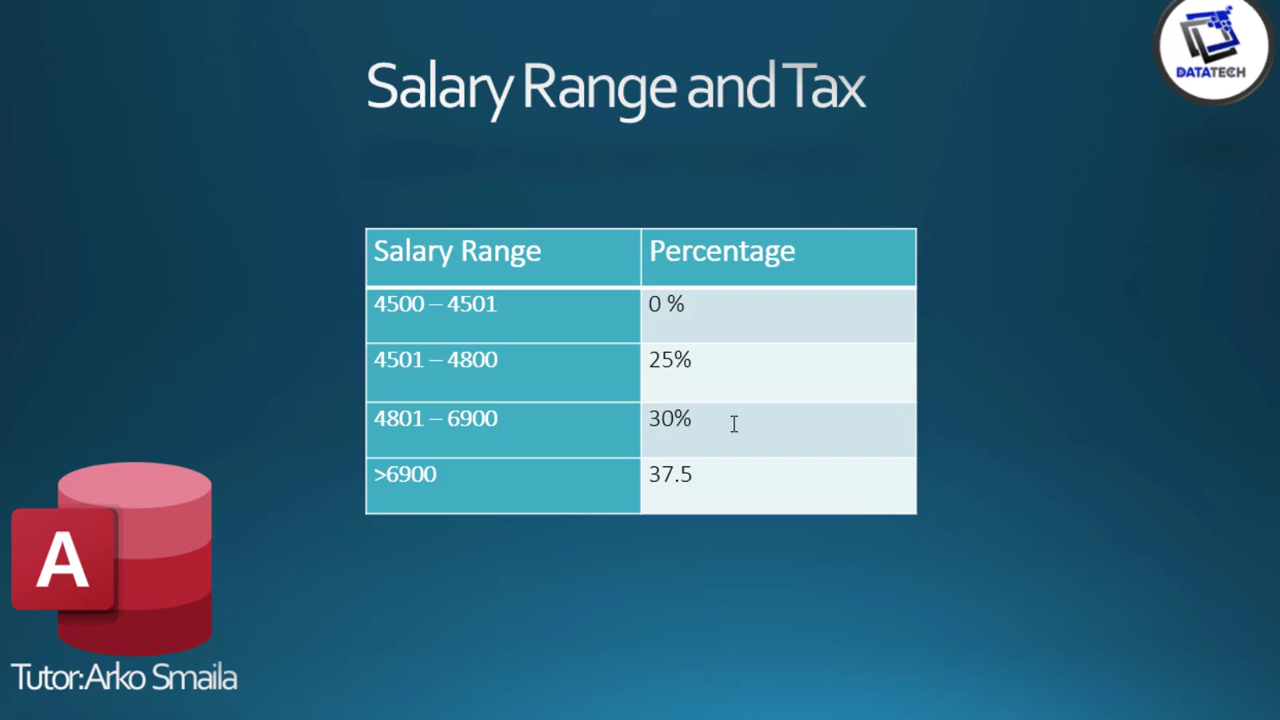 DATATECH
Salary Range and Tax
Salary Range Percentage
4500 – 4501 0 %
4501 – 4800 25%
4801 – 6900 30%
>6900 37.5
A
Tutor:Arko Smaila